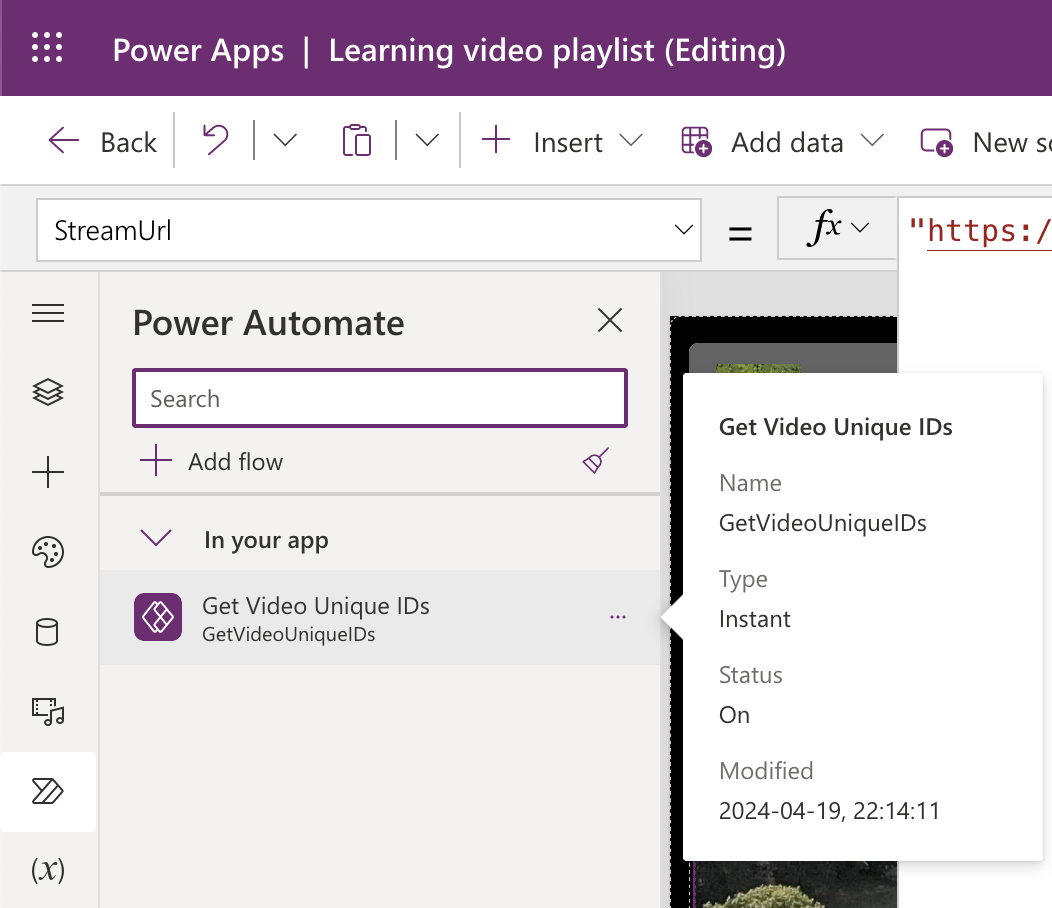 Power Apps | Learning video playlist (Editing)
Back
Insert
Add data
New sc
StreamUrl
=
fx
"https:/
Power Automate
Search
Add flow
In your app
Get Video Unique IDs
GetVideoUniqueIDs
Get Video Unique IDs
Name
GetVideoUniqueIDs
Type
Instant
Status
On
Modified
2024-04-19, 22:14:11
(x)